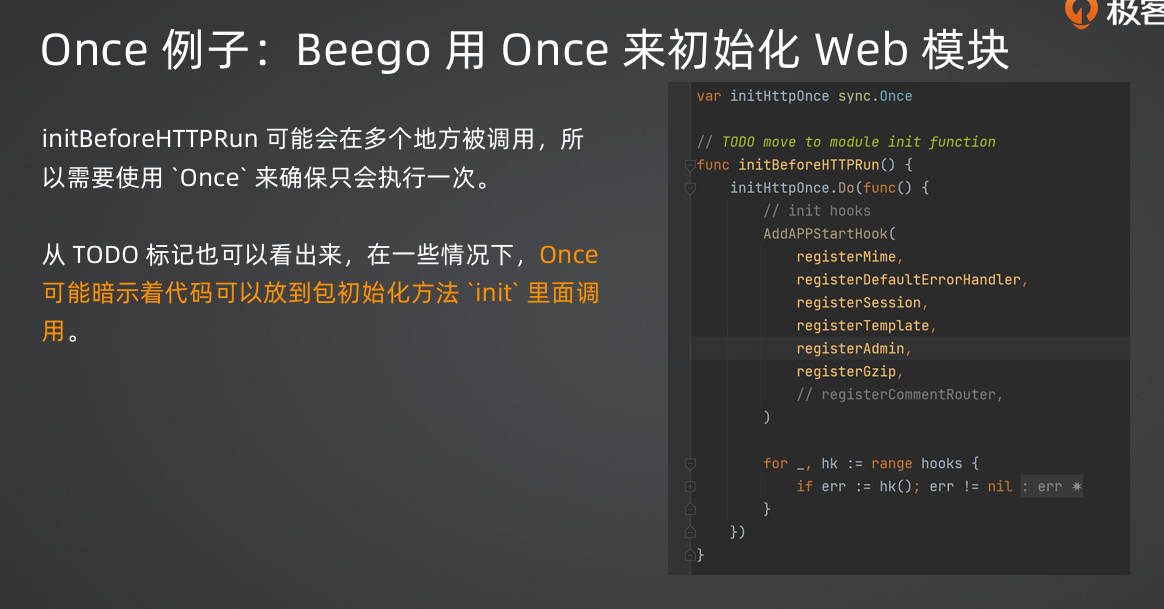 极客
Once 例子：Beego 用 Once 来初始化 Web 模块
initBeforeHTTPRun 可能会在多个地方被调用，所
以需要使用 `Once` 来确保只会执行一次。
从 TODO 标记也可以看出来，在一些情况下，Once
可能暗示着代码可以放到包初始化方法 `init` 里面调
用。
var initHttpOnce sync.Once
// TODO move to module init function
func initBeforeHTTPRun() {
initHttpOnce.Do(func() {
// init hooks
AddAPPStartHook(
registerMime,
registerDefaultErrorHandler,
registerSession,
registerTemplate,
registerAdmin,
registerGzip,
// registerCommentRouter,
)
for _, hk := range hooks {
if err := hk(); err != nil : err
}
})
}